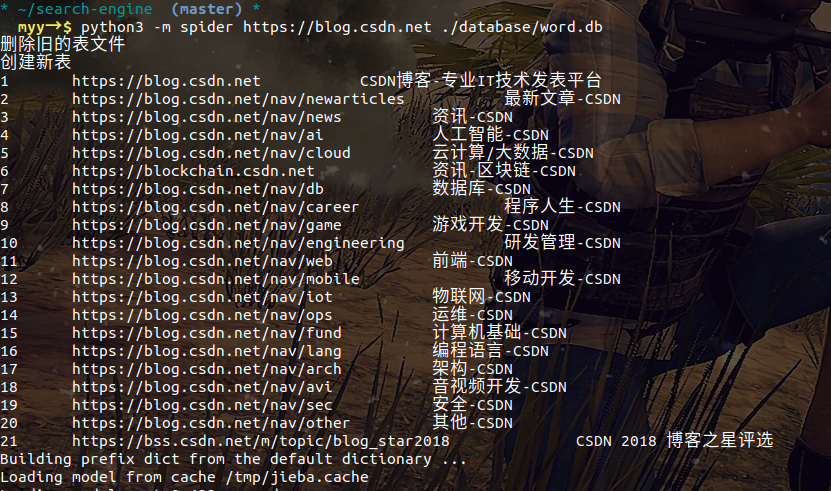 * ~/search-engine (master) *
myy→$ python3 -m spider https://blog.csdn.net ./database/word.db
删除旧的表文件
创建新表
1 https://blog.csdn.net CSDN博客-专业IT技术发表平台
2 https://blog.csdn.net/nav/newarticles 最新文章-CSDN
3 https://blog.csdn.net/nav/news 资讯-CSDN
4 https://blog.csdn.net/nav/ai 人工智能-CSDN
5 https://blog.csdn.net/nav/cloud 云计算/大数据-CSDN
6 https://blockchain.csdn.net 资讯-区块链-CSDN
7 https://blog.csdn.net/nav/db 数据库-CSDN
8 https://blog.csdn.net/nav/career 程序人生-CSDN
9 https://blog.csdn.net/nav/game 游戏开发-CSDN
10 https://blog.csdn.net/nav/engineering 研发管理-CSDN
11 https://blog.csdn.net/nav/web 前端-CSDN
12 https://blog.csdn.net/nav/mobile 移动开发-CSDN
13 https://blog.csdn.net/nav/iot 物联网-CSDN
14 https://blog.csdn.net/nav/ops 运维-CSDN
15 https://blog.csdn.net/nav/fund 计算机基础-CSDN
16 https://blog.csdn.net/nav/lang 编程语言-CSDN
17 https://blog.csdn.net/nav/arch 架构-CSDN
18 https://blog.csdn.net/nav/avi 音视频开发-CSDN
19 https://blog.csdn.net/nav/sec 安全-CSDN
20 https://blog.csdn.net/nav/other 其他-CSDN
21 https://bss.csdn.net/m/topic/blog_star2018 CSDN 2018 博客之星评选
Building prefix dict from the default dictionary ...
Loading model from cache /tmp/jieba.cache